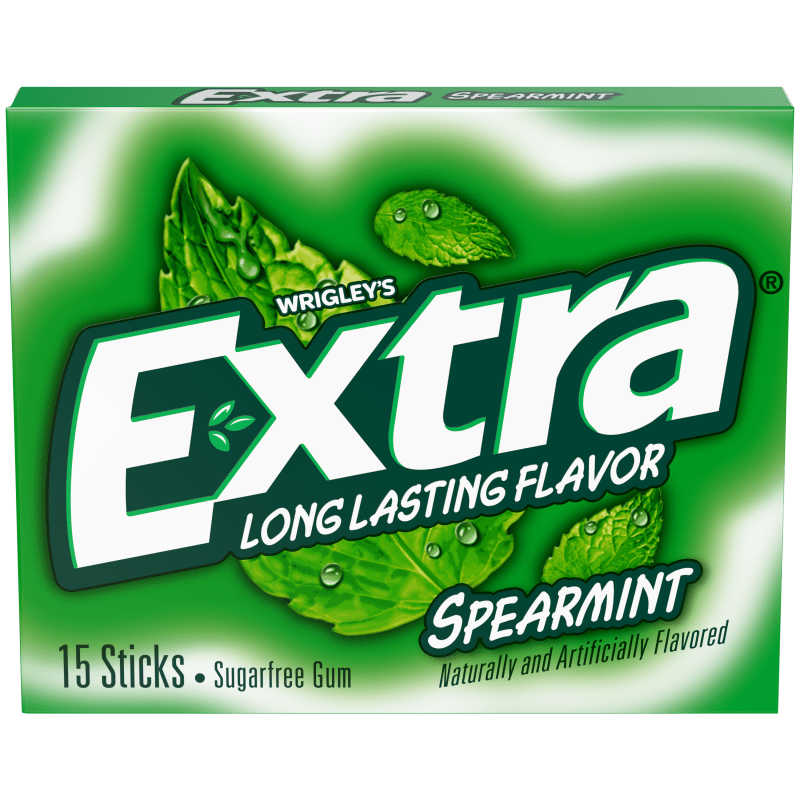 Extra SPEARMINT
WRIGLEY'S
Extra®
LONG LASTING FLAVOR
SPEARMINT
Naturally and Artificially Flavored
15 Sticks • Sugarfree Gum